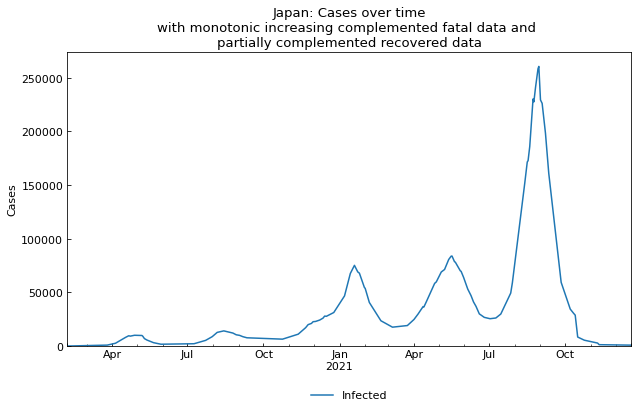 Japan: Cases over time
with monotonic increasing complemented fatal data and
partially complemented recovered data
250000
200000
150000
100000
50000
0
Cases
Apr Jul Oct Jan Apr Jul Oct
2021
Infected